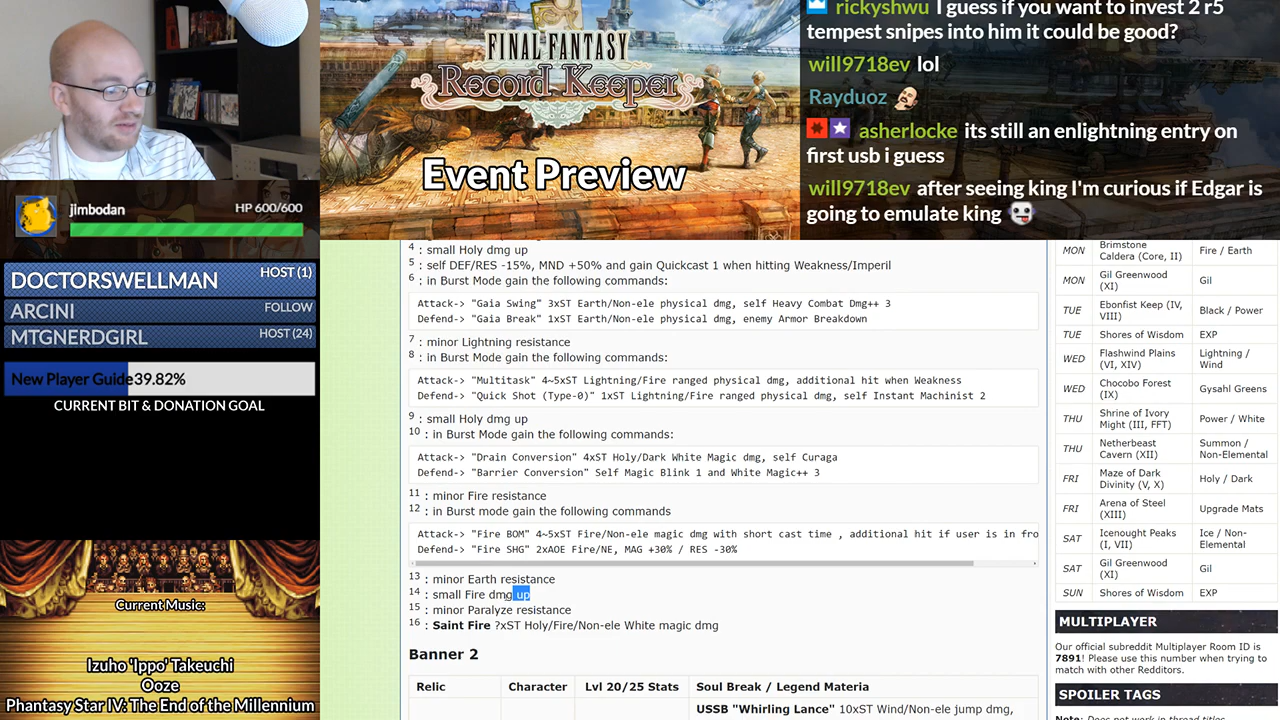 rickyshwu I guess if you want to invest 2 r5
tempest snipes into him it could be good?
will9718ev lol
Rayduoz
asherlocke its still an enlightning entry on
first usb i guess
will9718ev after seeing king I'm curious if Edgar is
going to emulate king
FINAL FANTASY
Record Keeper
Event Preview
jimbodan
HP 600/600
DOCTORSWELLMAN HOST (1)
ARCINI FOLLOW
MTGNERDGIRL HOST (24)
New Player Guide39.82%
CURRENT BIT & DONATION GOAL
Current Music:
Izuho 'Ippo' Takeuchi
Ooze
Phantasy Star IV: The End of the Millennium
4 : small Holy dmg up
5 : self DEF/RES -15%, MND +50% and gain Quickcast 1 when hitting Weakness/Imperil
6 : in Burst Mode gain the following commands:
Attack-> "Gaia Swing" 3xST Earth/Non-ele physical dmg, self Heavy Combat Dmg++ 3
Defend-> "Gaia Break" 1xST Earth/Non-ele physical dmg, enemy Armor Breakdown
7 : minor Lightning resistance
8 : in Burst Mode gain the following commands:
Attack-> "Multitask" 4~5xST Lightning/Fire ranged physical dmg, additional hit when Weakness
Defend-> "Quick Shot (Type-0)" 1xST Lightning/Fire ranged physical dmg, self Instant Machinist 2
9 : small Holy dmg up
10 : in Burst Mode gain the following commands:
Attack-> "Drain Conversion" 4xST Holy/Dark White Magic dmg, self Curaga
Defend-> "Barrier Conversion" Self Magic Blink 1 and White Magic++ 3
11 : minor Fire resistance
12 : in Burst mode gain the following commands
Attack-> "Fire BOM" 4~5xST Fire/Non-ele magic dmg with short cast time , additional hit if user is in fro
Defend-> "Fire SHG" 2xAOE Fire/NE, MAG +30% / RES -30%
13 : minor Earth resistance
14 : small Fire dmg up
15 : minor Paralyze resistance
16 : Saint Fire ?xST Holy/Fire/Non-ele White magic dmg
Banner 2
Relic Character Lvl 20/25 Stats Soul Break / Legend Materia
USSB "Whirling Lance" 10xST Wind/Non-ele jump dmg,
MON Brimstone Caldera (Core, II) Fire / Earth
MON Gil Greenwood (XI) Gil
TUE Ebonfist Keep (IV, VIII) Black / Power
TUE Shores of Wisdom EXP
WED Flashwind Plains (VI, XIV) Lightning / Wind
WED Chocobo Forest (IX) Gysahl Greens
THU Shrine of Ivory Might (III, FFT) Power / White
THU Netherbeast Cavern (XII) Summon / Non-Elemental
FRI Maze of Dark Divinity (V, X) Holy / Dark
FRI Arena of Steel (XIII) Upgrade Mats
SAT Icenought Peaks (I, VII) Ice / Non-Elemental
SAT Gil Greenwood (XI) Gil
SUN Shores of Wisdom EXP
MULTIPLAYER
Our official subreddit Multiplayer Room ID is
7891! Please use this number when trying to
match with other Redditors.
SPOILER TAGS
Note: Does not work in thread titles